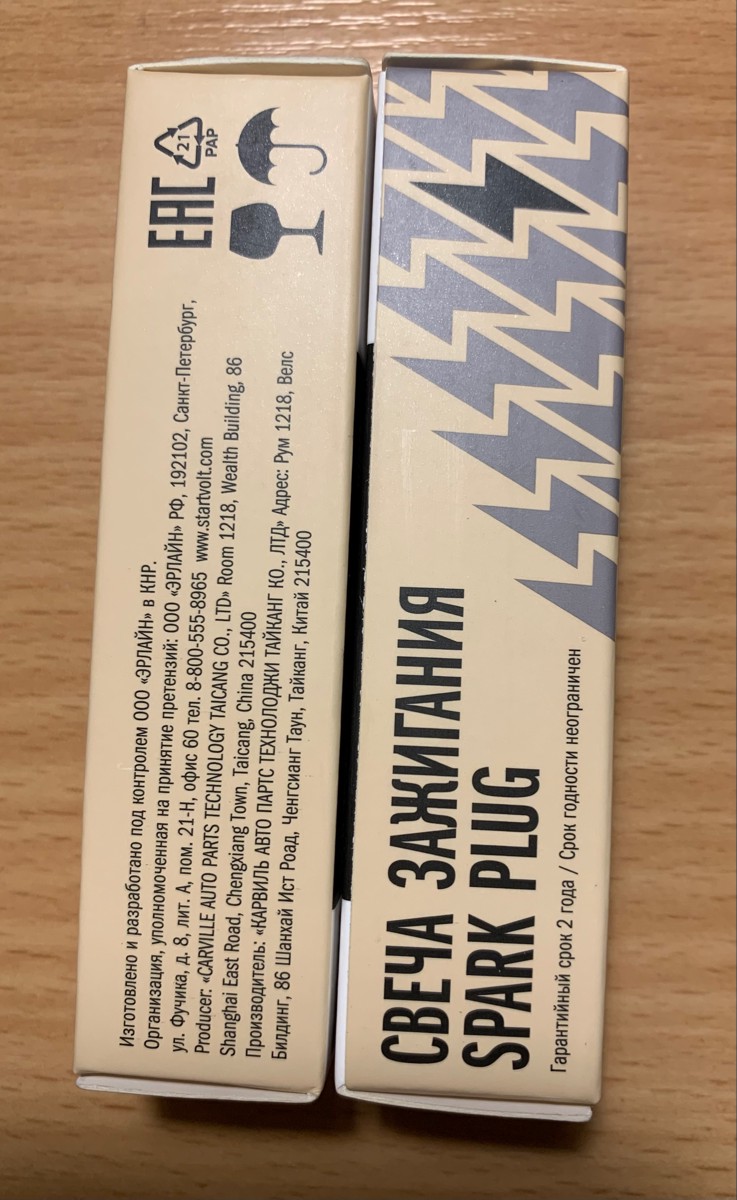 EAC
21
PAP
Изготовлено и разработано под контролем ООО «ЭРЛАЙН» в КНР.
Организация, уполномоченная на принятие претензий: ООО «ЭРЛАЙН» РФ, 192102, Санкт-Петербург,
ул. Фучика, д. 8, лит. А, пом. 21-Н, офис 60 тел. 8-800-555-8965 www.startvolt.com
Producer: «CARVILLE AUTO PARTS TECHNOLOGY TAICANG CO., LTD» Room 1218, Wealth Building, 86
Shanghai East Road, Chengxiang Town, Taicang, China 215400
Производитель: «КАРВИЛЬ АВТО ПАРТС ТЕХНОЛОДЖИ ТАЙКАНГ КО., ЛТД» Адрес: Рум 1218, Велс
Билдинг, 86 Шанхай Ист Роад, Ченгсианг Таун, Тайканг, Китай 215400
СВЕЧА ЗАЖИГАНИЯ
SPARK PLUG
Гарантийный срок 2 года / Срок годности неограничен